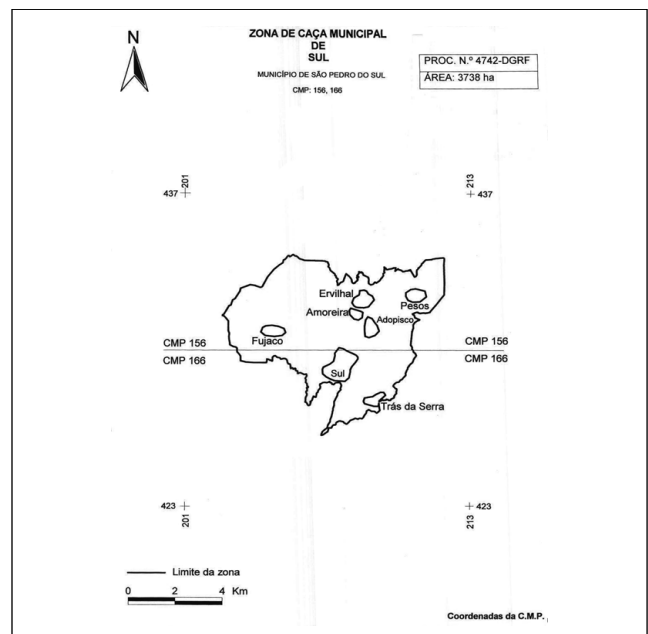 N
ZONA DE CAÇA MUNICIPAL
DE
SUL
MUNICÍPIO DE SÃO PEDRO DO SUL
CMP: 156, 166
PROC. N.º 4742-DGRF
ÁREA: 3738 ha
201
437
213
437
Ervilhal
Pesos
Amoreira
Adopisco
Fujaco
CMP 156
CMP 156
CMP 166
CMP 166
Sul
Trás da Serra
423
201
423
213
Limite da zona
0 2 4 Km
Coordenadas da C.M.P.